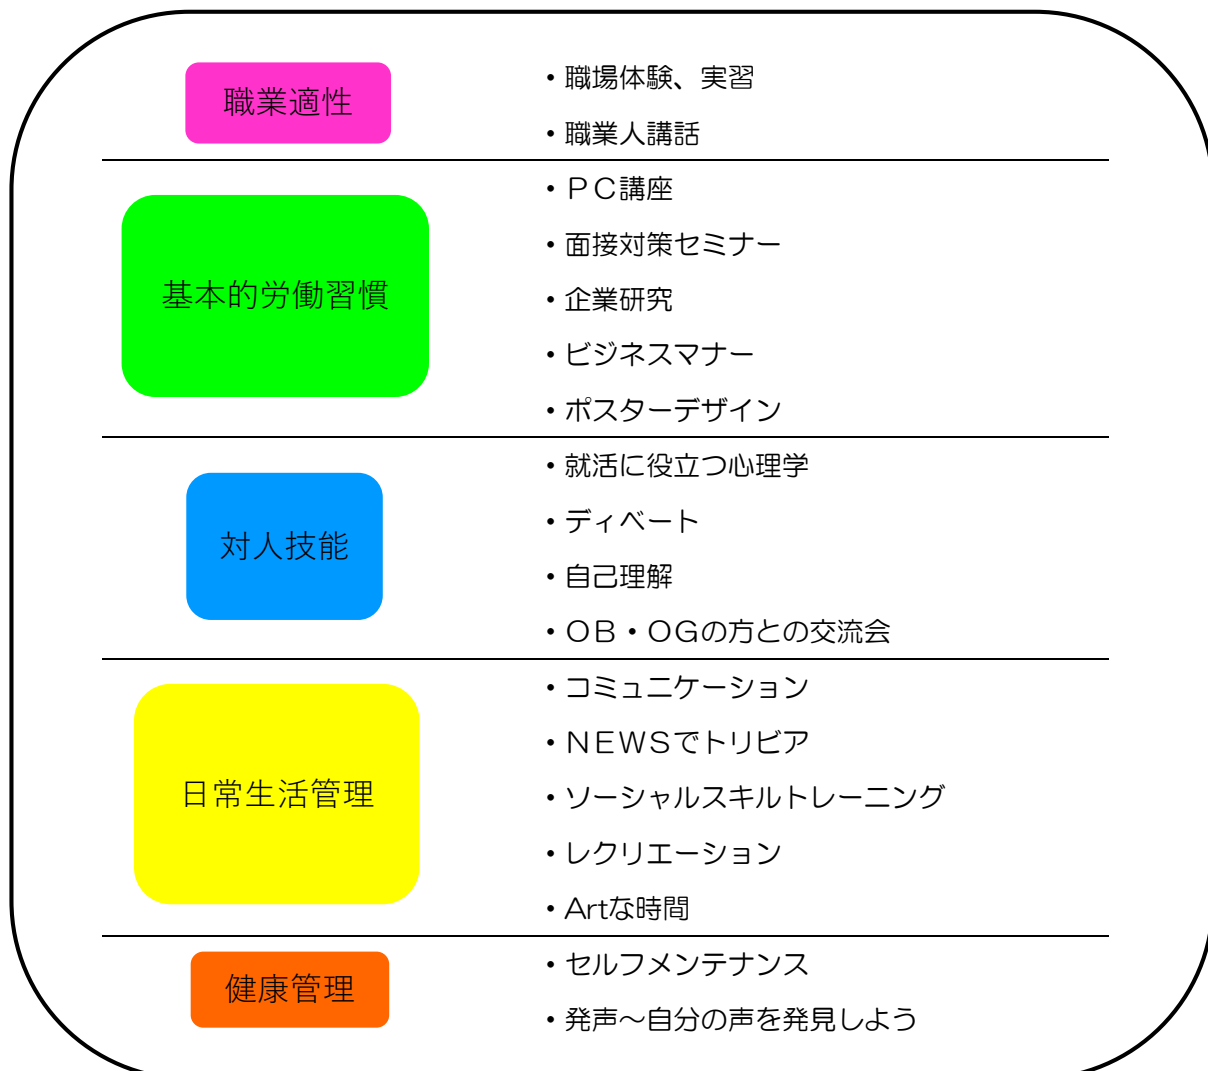 職業適性
・職場体験、実習
・職業人講話
基本的労働習慣
・ＰＣ講座
・面接対策セミナー
・企業研究
・ビジネスマナー
・ポスターデザイン
対人技能
・就活に役立つ心理学
・ディベート
・自己理解
・ＯＢ・ＯＧの方との交流会
日常生活管理
・コミュニケーション
・ＮＥＷＳでトリビア
・ソーシャルスキルトレーニング
・レクリエーション
・Artな時間
健康管理
・セルフメンテナンス
・発声～自分の声を発見しよう